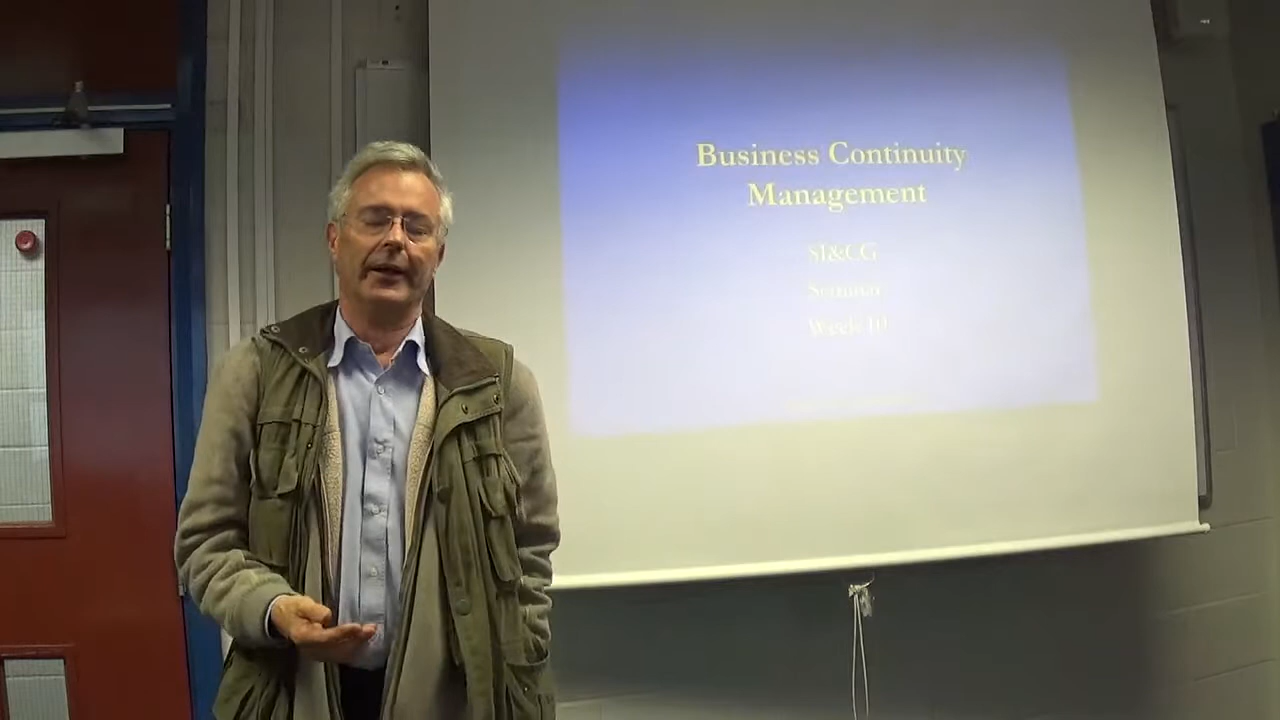 Business Continuity
Management
SI&CG
Seminar
Week 10